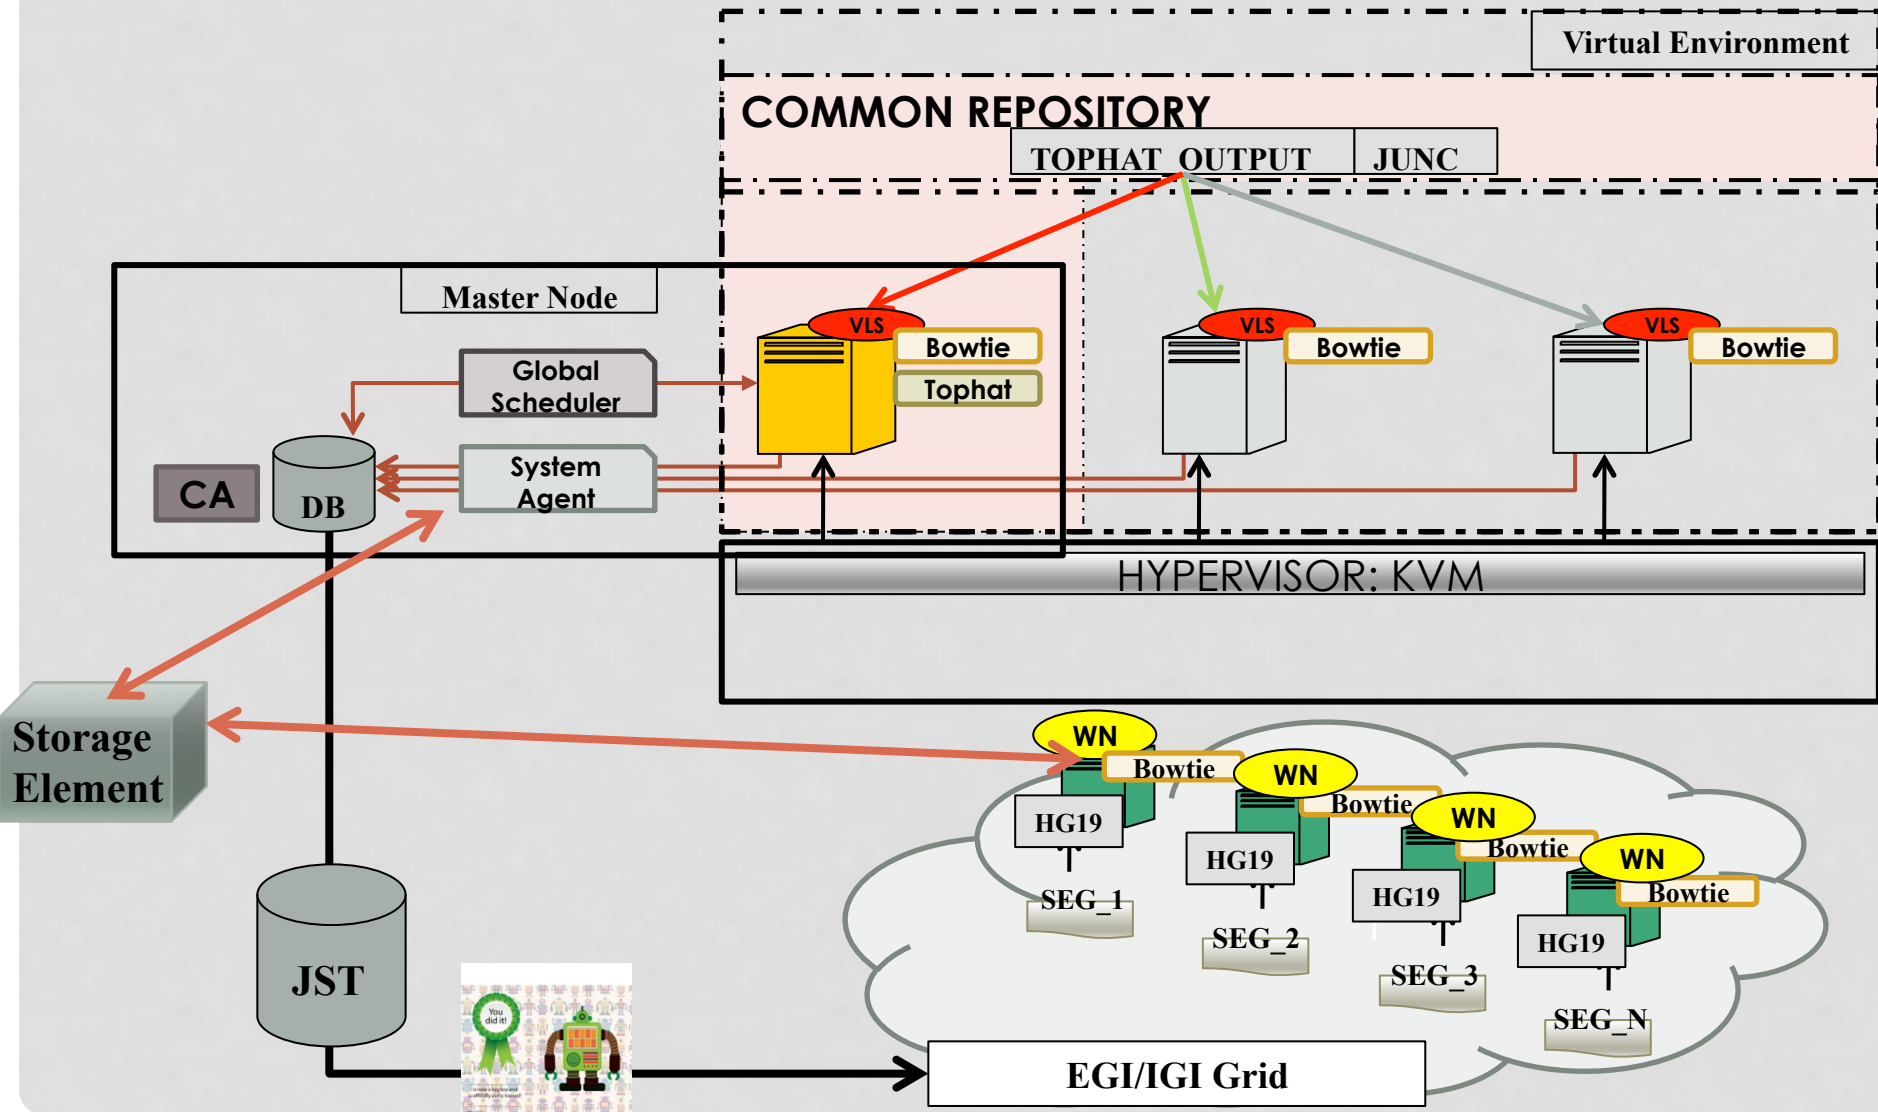 Virtual Environment
COMMON REPOSITORY
TOPHAT_OUTPUT
JUNC
Master Node
VLS
Bowtie
Tophat
VLS
Bowtie
VLS
Bowtie
Global
Scheduler
System
Agent
CA
DB
HYPERVISOR: KVM
Storage
Element
WN
Bowtie
HG19
SEG_1
WN
Bowtie
HG19
SEG_2
WN
Bowtie
HG19
SEG_3
WN
Bowtie
HG19
SEG_N
JST
You
did it!
EGI/IGI Grid